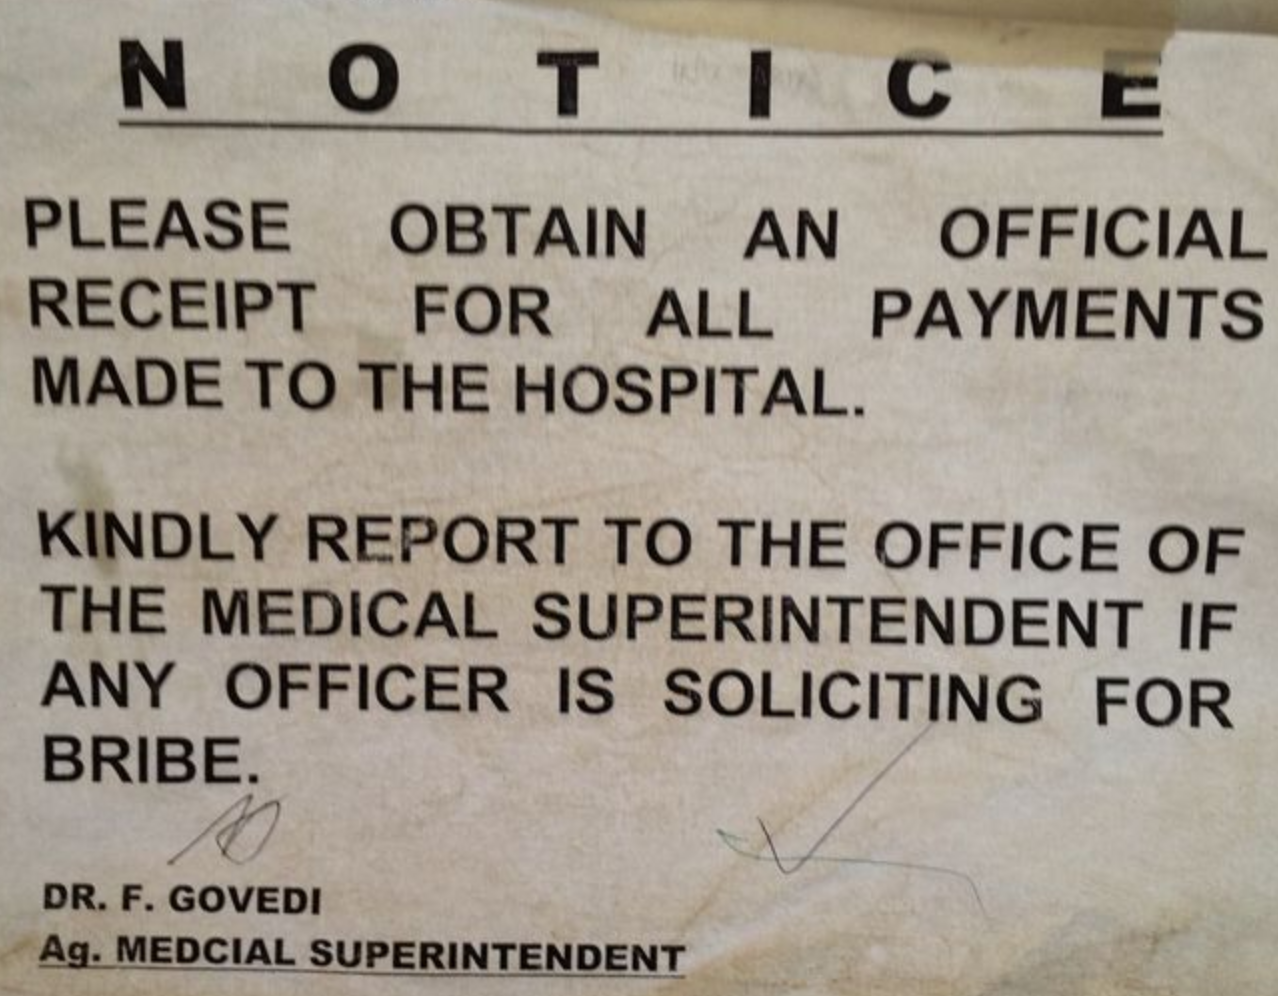 NOTICE
PLEASE OBTAIN AN OFFICIAL
RECEIPT FOR ALL PAYMENTS
MADE TO THE HOSPITAL.
KINDLY REPORT TO THE OFFICE OF
THE MEDICAL SUPERINTENDENT IF
ANY OFFICER IS SOLICITING FOR
BRIBE.
DR. F. GOVEDI
Ag. MEDCIAL SUPERINTENDENT